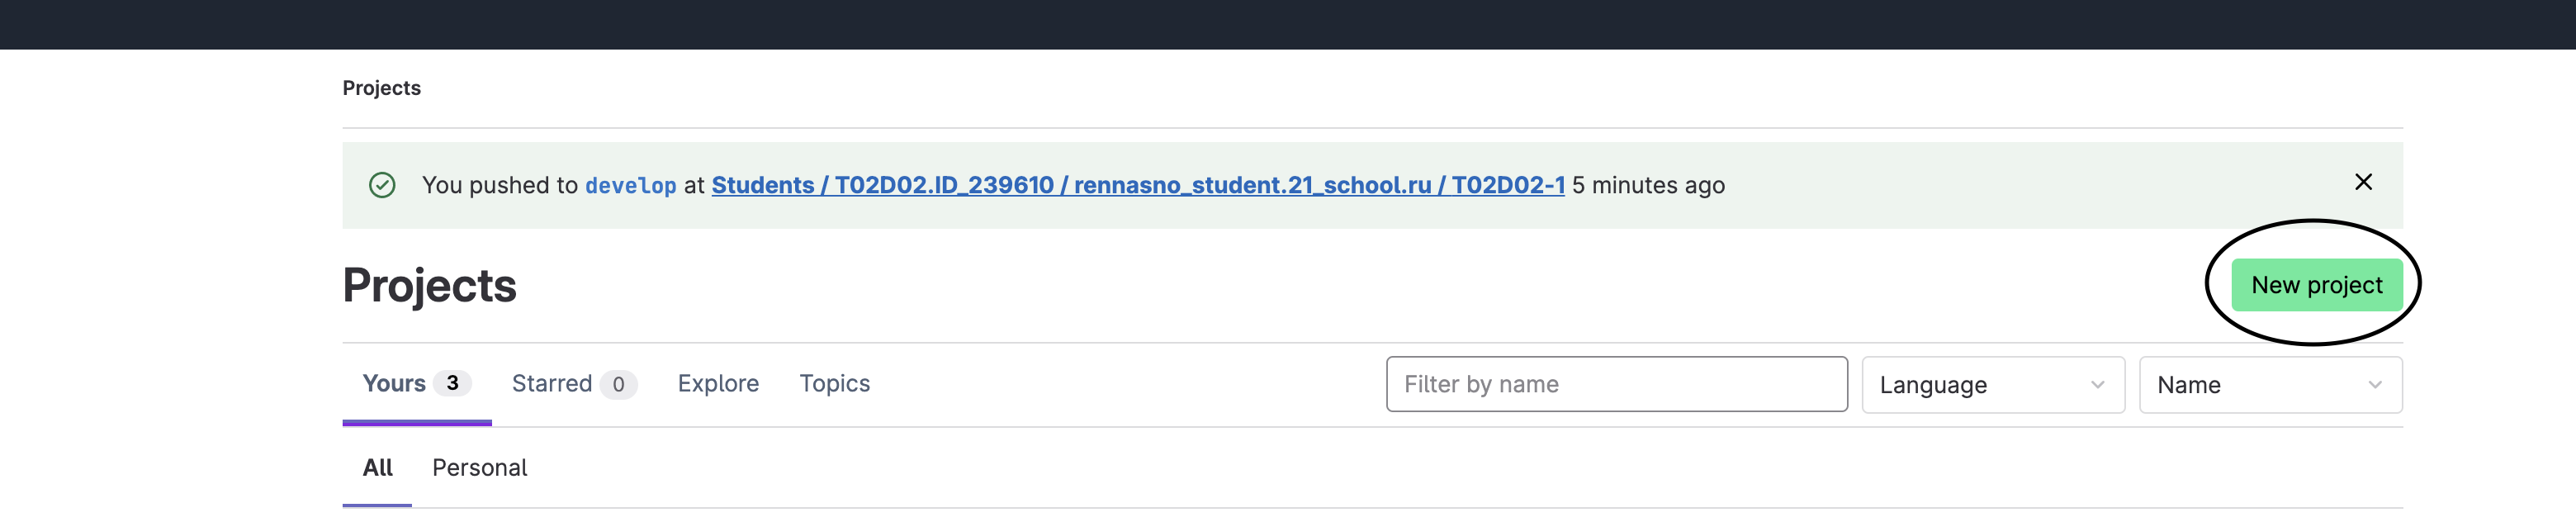 Projects
You pushed to develop at Students / T02D02.ID_239610 / rennasno_student.21_school.ru / T02D02-1 5 minutes ago
Projects
New project
Yours 3 Starred 0 Explore Topics Filter by name Language Name
All Personal